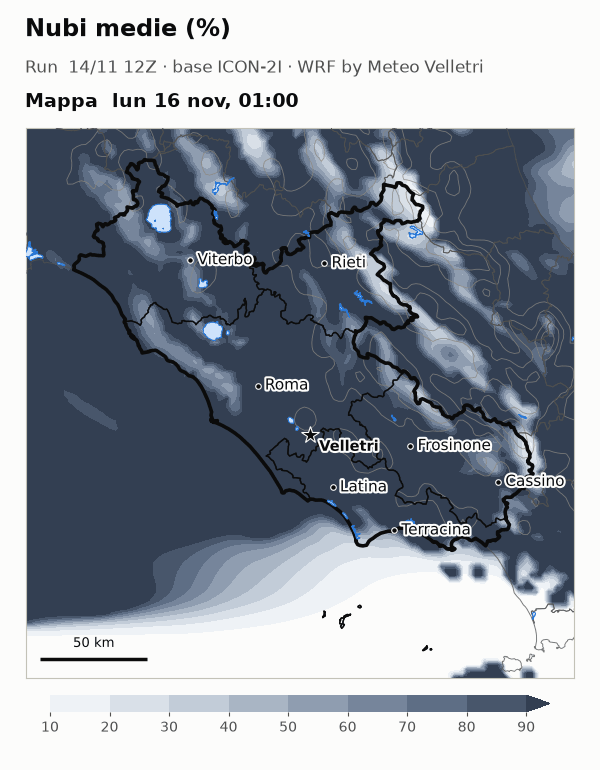 Nubi medie (%)
Run 14/11 12Z · base ICON-2I · WRF by Meteo Velletri
Mappa lun 16 nov, 01:00
Viterbo
Rieti
Roma
Velletri
Frosinone
Cassino
Latina
Terracina
50 km
10 20 30 40 50 60 70 80 90